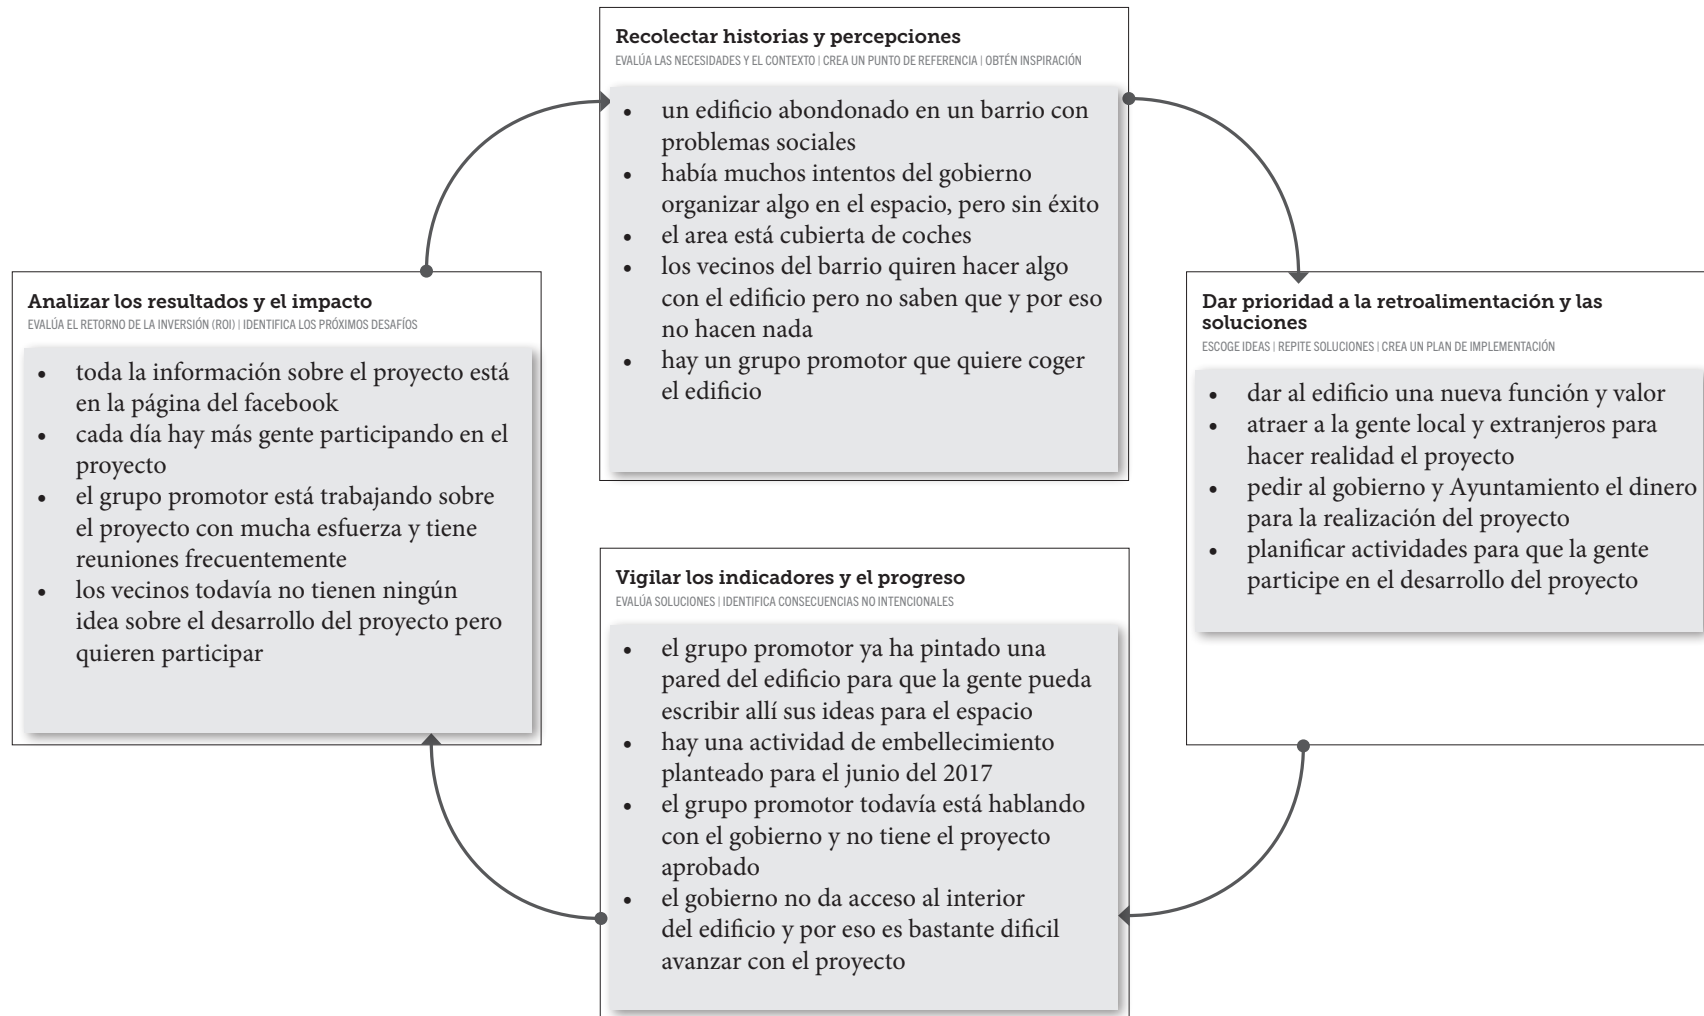 Recolectar historias y percepciones
EVALÚA LAS NECESIDADES Y EL CONTEXTO | CREA UN PUNTO DE REFERENCIA | OBTÉN INSPIRACIÓN
• un edificio abondonado en un barrio con
problemas sociales
• había muchos intentos del gobierno
organizar algo en el espacio, pero sin éxito
• el area está cubierta de coches
• los vecinos del barrio quiren hacer algo
con el edificio pero no saben que y por eso
no hacen nada
• hay un grupo promotor que quiere coger
el edificio
Dar prioridad a la retroalimentación y las
soluciones
ESCOGE IDEAS | REPITE SOLUCIONES | CREA UN PLAN DE IMPLEMENTACIÓN
• dar al edificio una nueva función y valor
• atraer a la gente local y extranjeros para
hacer realidad el proyecto
• pedir al gobierno y Ayuntamiento el dinero
para la realización del proyecto
• planificar actividades para que la gente
participe en el desarrollo del proyecto
Vigilar los indicadores y el progreso
EVALÚA SOLUCIONES | IDENTIFICA CONSECUENCIAS NO INTENCIONALES
• el grupo promotor ya ha pintado una
pared del edificio para que la gente pueda
escribir allí sus ideas para el espacio
• hay una actividad de embellecimiento
planteado para el junio del 2017
• el grupo promotor todavía está hablando
con el gobierno y no tiene el proyecto
aprobado
• el gobierno no da acceso al interior
del edificio y por eso es bastante dificil
avanzar con el proyecto
Analizar los resultados y el impacto
EVALÚA EL RETORNO DE LA INVERSIÓN (ROI) | IDENTIFICA LOS PRÓXIMOS DESAFÍOS
• toda la información sobre el proyecto está
en la página del facebook
• cada día hay más gente participando en el
proyecto
• el grupo promotor está trabajando sobre
el proyecto con mucha esfuerza y tiene
reuniones frecuentemente
• los vecinos todavía no tienen ningún
idea sobre el desarrollo del proyecto pero
quieren participar